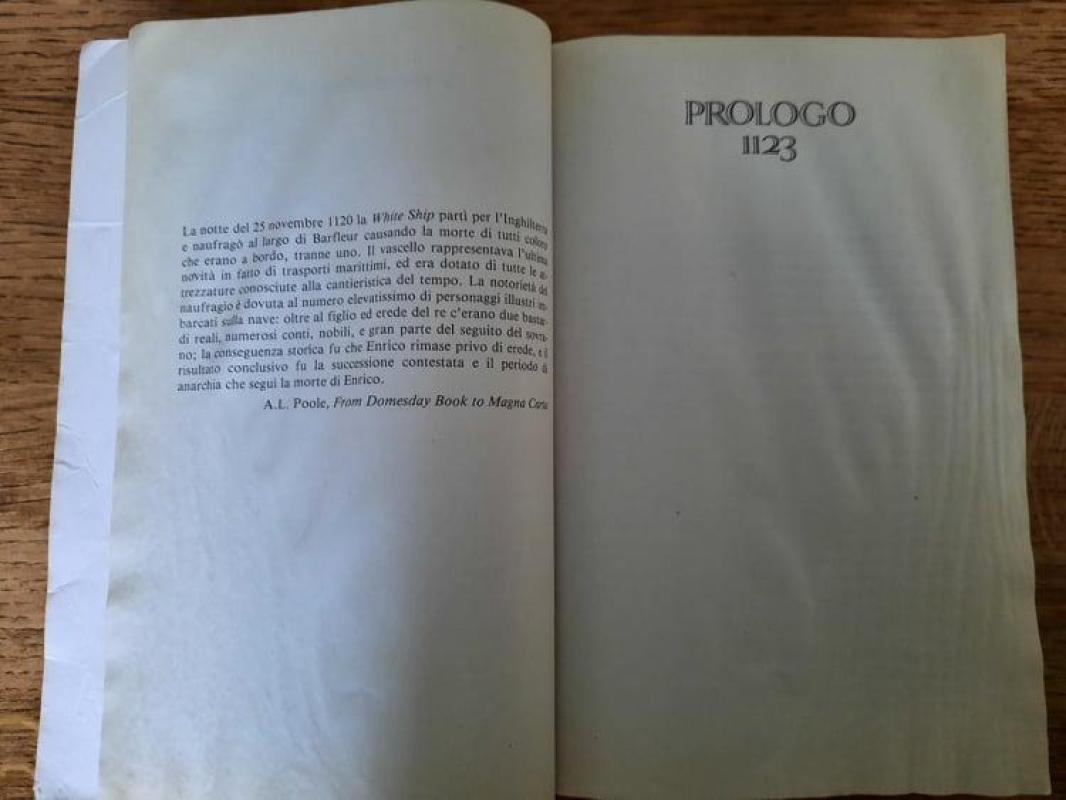 La notte del 25 novembre 1120 la White Ship partì per l'Inghilterra
e naufragò al largo di Barfleur causando la morte di tutti coloro
che erano a bordo, tranne uno. Il vascello rappresentava l'ultima
novità in fatto di trasporti marittimi, ed era dotato di tutte le at-
trezzature conosciute alla cantieristica del tempo. La notorietà del
naufragio è dovuta al numero elevatissimo di personaggi illustri im-
barcati sulla nave: oltre al figlio ed erede del re c'erano due bastar-
di reali, numerosi conti, nobili, e gran parte del seguito del sovra-
no; la conseguenza storica fu che Enrico rimase privo di erede, e il
risultato conclusivo fu la successione contestata e il periodo di
anarchia che seguì la morte di Enrico.
A.L. Poole, From Domesday Book to Magna Carta
PROLOGO
1123